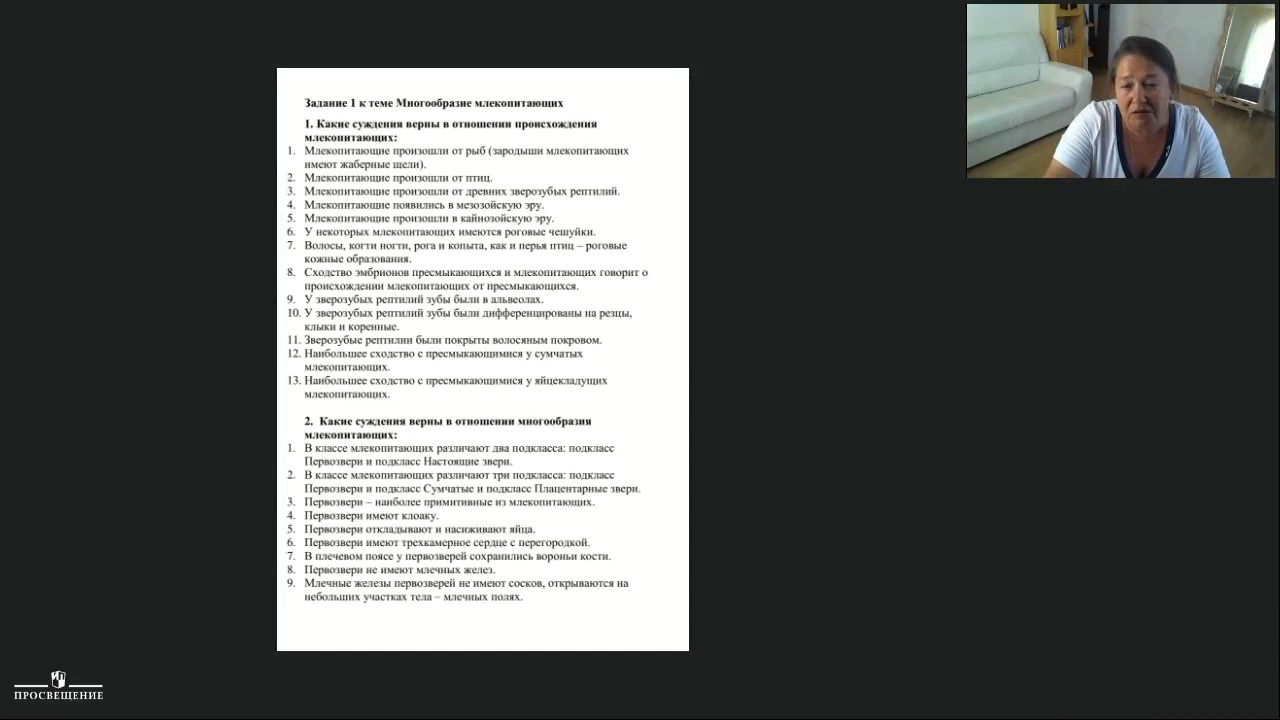 Задание 1 к теме Многообразие млекопитающих
1. Какие суждения верны в отношении происхождения
млекопитающих:
1. Млекопитающие произошли от рыб (зародыши млекопитающих
имеют жаберные щели).
2. Млекопитающие произошли от птиц.
3. Млекопитающие произошли от древних зверозубых рептилий.
4. Млекопитающие появились в мезозойскую эру.
5. Млекопитающие произошли в кайнозойскую эру.
6. У некоторых млекопитающих имеются роговые чешуйки.
7. Волосы, когти ногти, рога и копыта, как и перья птиц – роговые
кожные образования.
8. Сходство эмбрионов пресмыкающихся и млекопитающих говорит о
происхождении млекопитающих от пресмыкающихся.
9. У зверозубых рептилий зубы были в альвеолах.
10. У зверозубых рептилий зубы были дифференцированы на резцы,
клыки и коренные.
11. Зверозубые рептилии были покрыты волосяным покровом.
12. Наибольшее сходство с пресмыкающимися у сумчатых
млекопитающих.
13. Наибольшее сходство с пресмыкающимися у яйцекладущих
млекопитающих.
2. Какие суждения верны в отношении многообразия
млекопитающих:
1. В классе млекопитающих различают два подкласса: подкласс
Первозвери и подкласс Настоящие звери.
2. В классе млекопитающих различают три подкласса: подкласс
Первозвери и подкласс Сумчатые и подкласс Плацентарные звери.
3. Первозвери – наиболее примитивные из млекопитающих.
4. Первозвери имеют клоаку.
5. Первозвери откладывают и насиживают яйца.
6. Первозвери имеют трехкамерное сердце с перегородкой.
7. В плечевом поясе у первозверей сохранились вороньи кости.
8. Первозвери не имеют млечных желез.
9. Млечные железы первозверей не имеют сосков, открываются на
небольших участках тела – млечных полях.
ПРОСВЕЩЕНИЕ